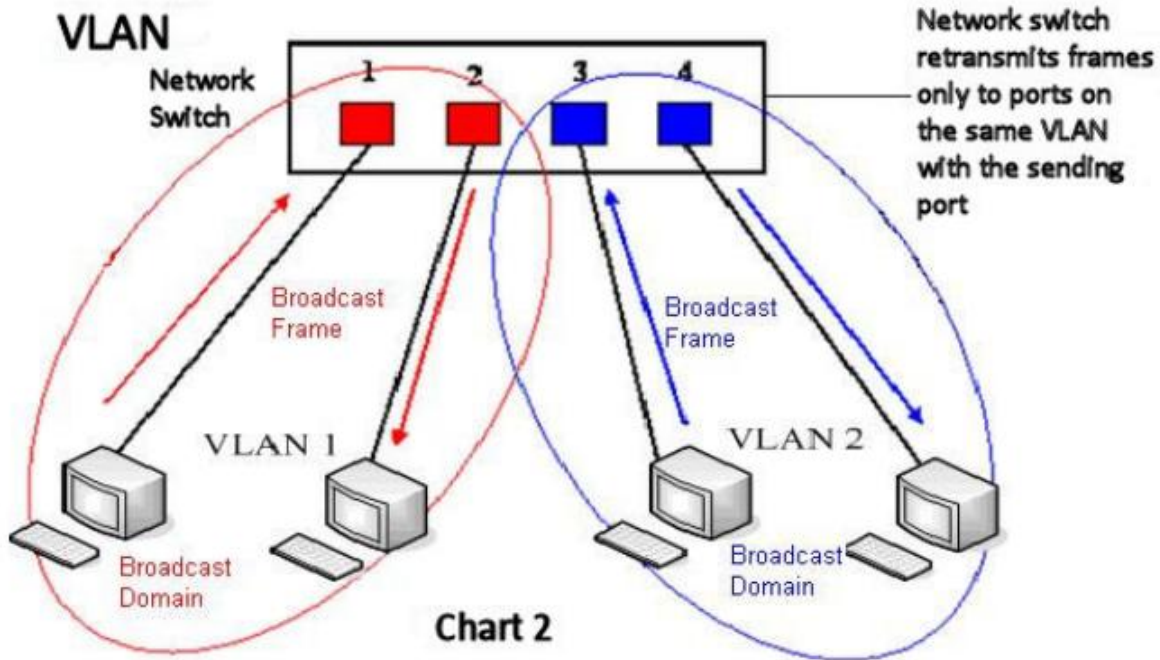 VLAN
Network
Switch
1 2 3 4
Network switch
retransmits frames
only to ports on
the same VLAN
with the sending
port
Broadcast
Frame
Broadcast
Frame
VLAN 1
VLAN 2
Broadcast
Domain
Broadcast
Domain
Chart 2